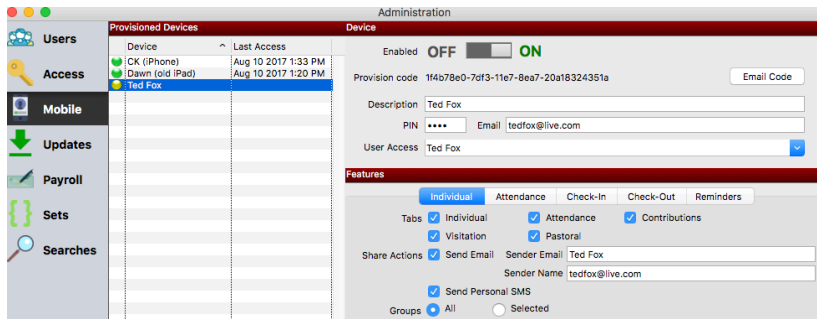 Administration
Users
Access
Mobile
Updates
Payroll
Sets
Searches
Provisioned Devices
Device Last Access
CK (iPhone) Aug 10 2017 1:33 PM
Dawn (old iPad) Aug 10 2017 1:20 PM
Ted Fox
Device
Enabled OFF ON
Provision code 1f4b78e0-7df3-11e7-8ea7-20a18324351a Email Code
Description Ted Fox
PIN •••• Email tedfox@live.com
User Access Ted Fox
Features
Individual Attendance Check-In Check-Out Reminders
Tabs Individual Attendance Contributions
Visitation Pastoral
Share Actions Send Email Sender Email Ted Fox
Sender Name tedfox@live.com
Send Personal SMS
Groups All Selected